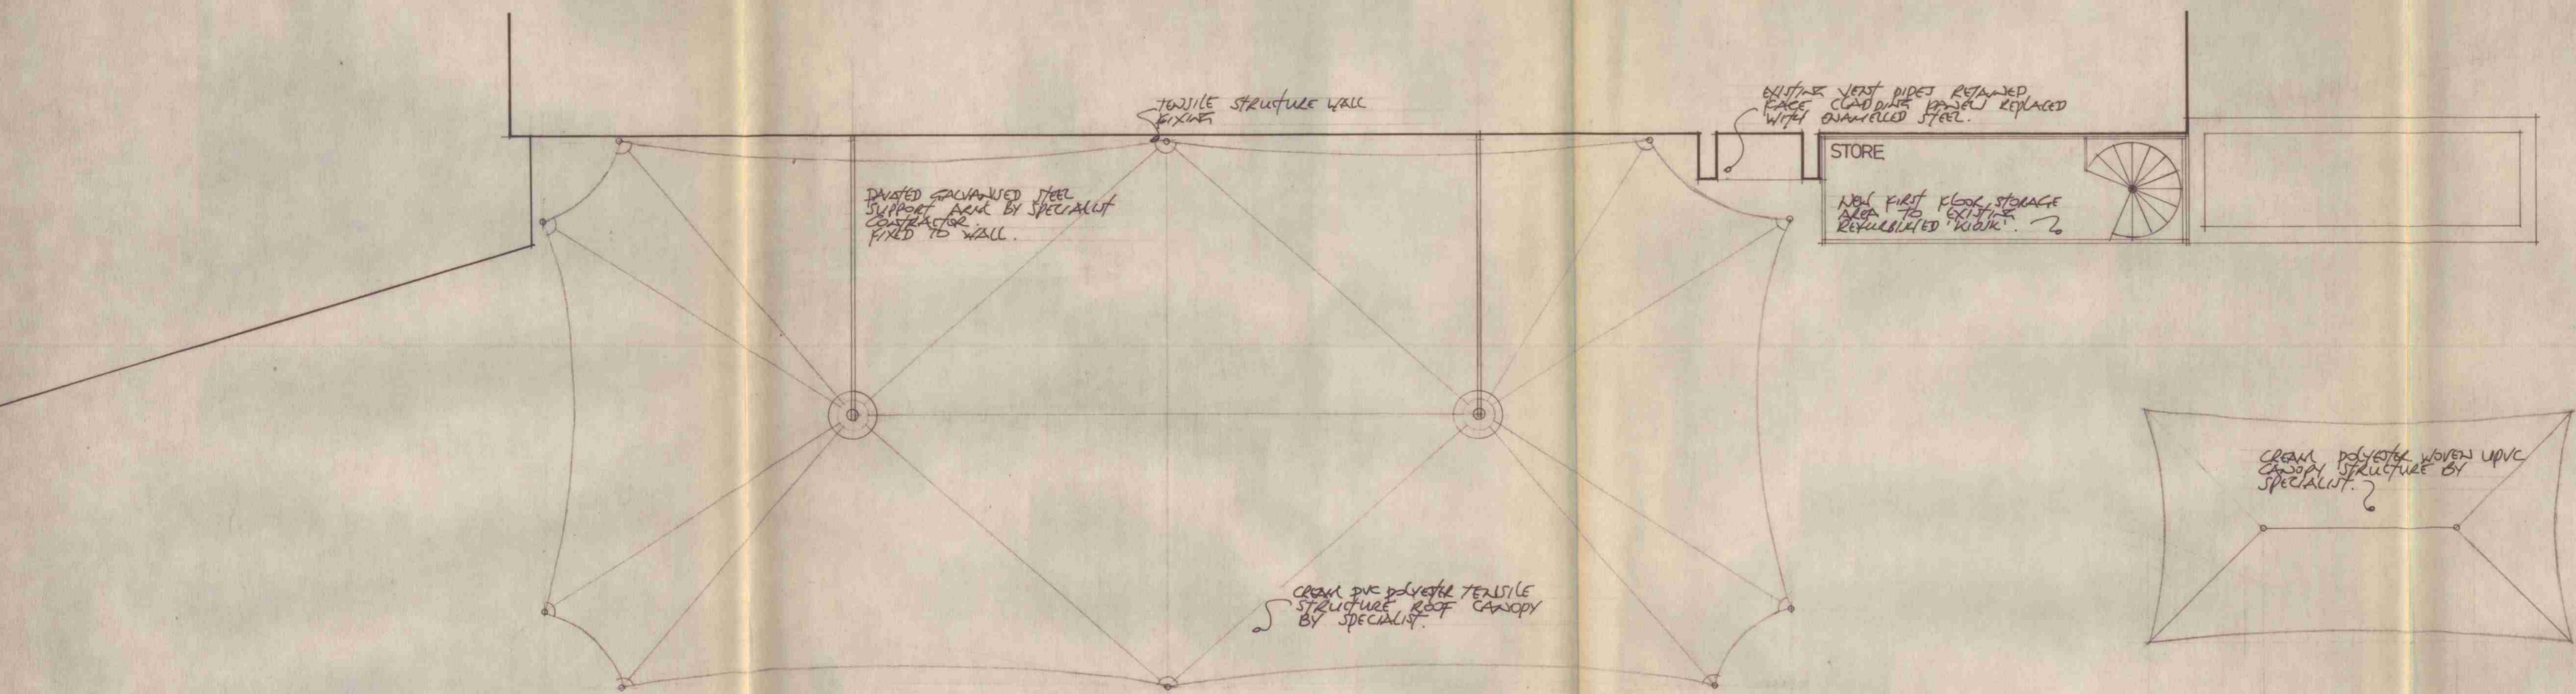 TENSILE STRUCTURE WALL
FIXING
EXISTING VENT PIPES RETAINED
FACE CLADDING PANELS REPLACED
WITH ENAMELLED STEEL.
STORE
NEW FIRST FLOOR STORAGE
AREA TO EXISTING
REFURBISHED 'KIOSK'.
PAINTED GALVANISED STEEL
SUPPORT ARM BY SPECIALIST
CONTRACTOR
FIXED TO WALL.
CREAM POLYESTER WOVEN UPVC
CANOPY STRUCTURE BY
SPECIALIST.
CREAM PVC POLYESTER TENSILE
STRUCTURE ROOF CANOPY
BY SPECIALIST.